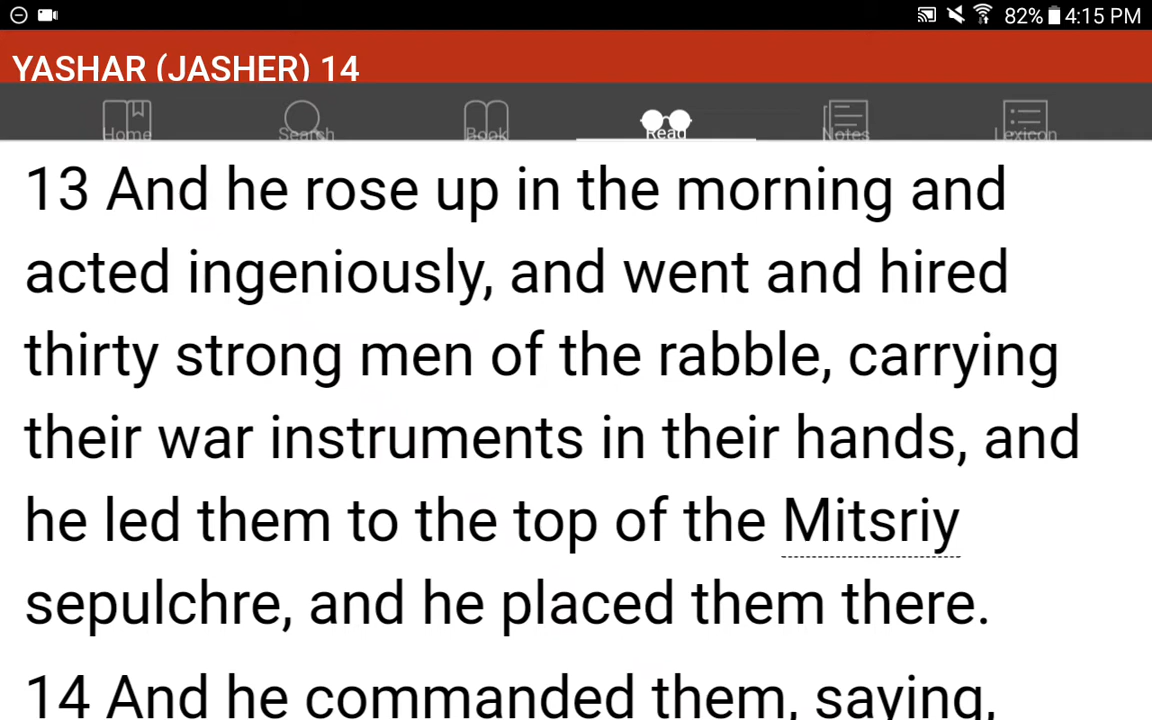 82% 4:15 PM
YASHAR (JASHER) 14
Home Search Book Read Notes Lexicon
13 And he rose up in the morning and
acted ingeniously, and went and hired
thirty strong men of the rabble, carrying
their war instruments in their hands, and
he led them to the top of the Mitsriy
sepulchre, and he placed them there.
14 And he commanded them, saying,